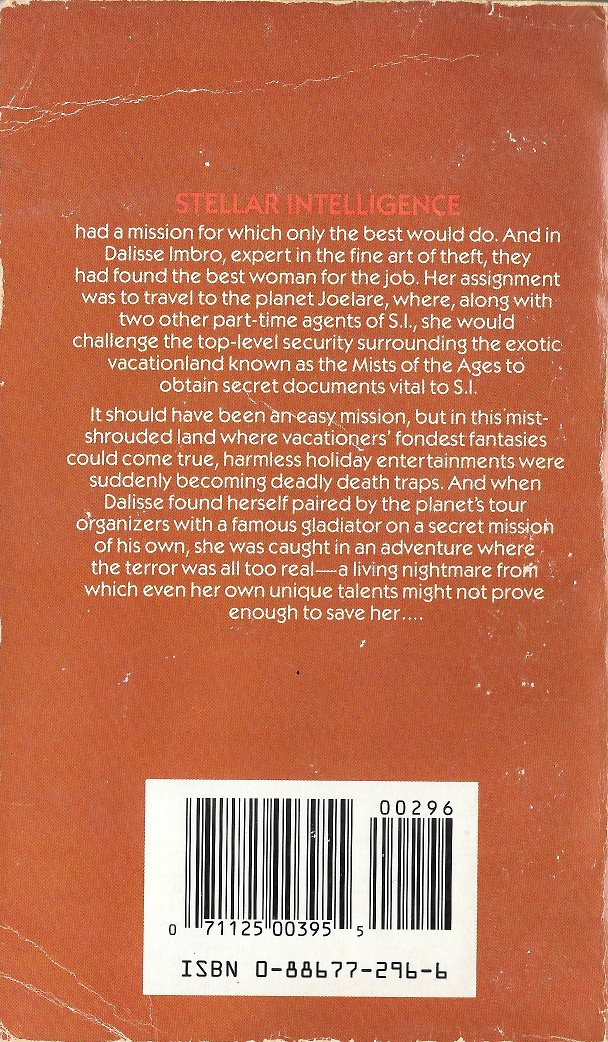 STELLAR INTELLIGENCE
had a mission for which only the best would do. And in
Dalisse Imbro, expert in the fine art of theft, they
had found the best woman for the job. Her assignment
was to travel to the planet Joelare, where, along with
two other part-time agents of S.I., she would
challenge the top-level security surrounding the exotic
vacationland known as the Mists of the Ages to
obtain secret documents vital to S.I.
It should have been an easy mission, but in this mist-
shrouded land where vacationers' fondest fantasies
could come true, harmless holiday entertainments were
suddenly becoming deadly death traps. And when
Dalisse found herself paired by the planet's tour
organizers with a famous gladiator on a secret mission
of his own, she was caught in an adventure where
the terror was all too real—a living nightmare from
which even her own unique talents might not prove
enough to save her....
00296
0 71125 00395 5
ISBN 0-88677-296-6